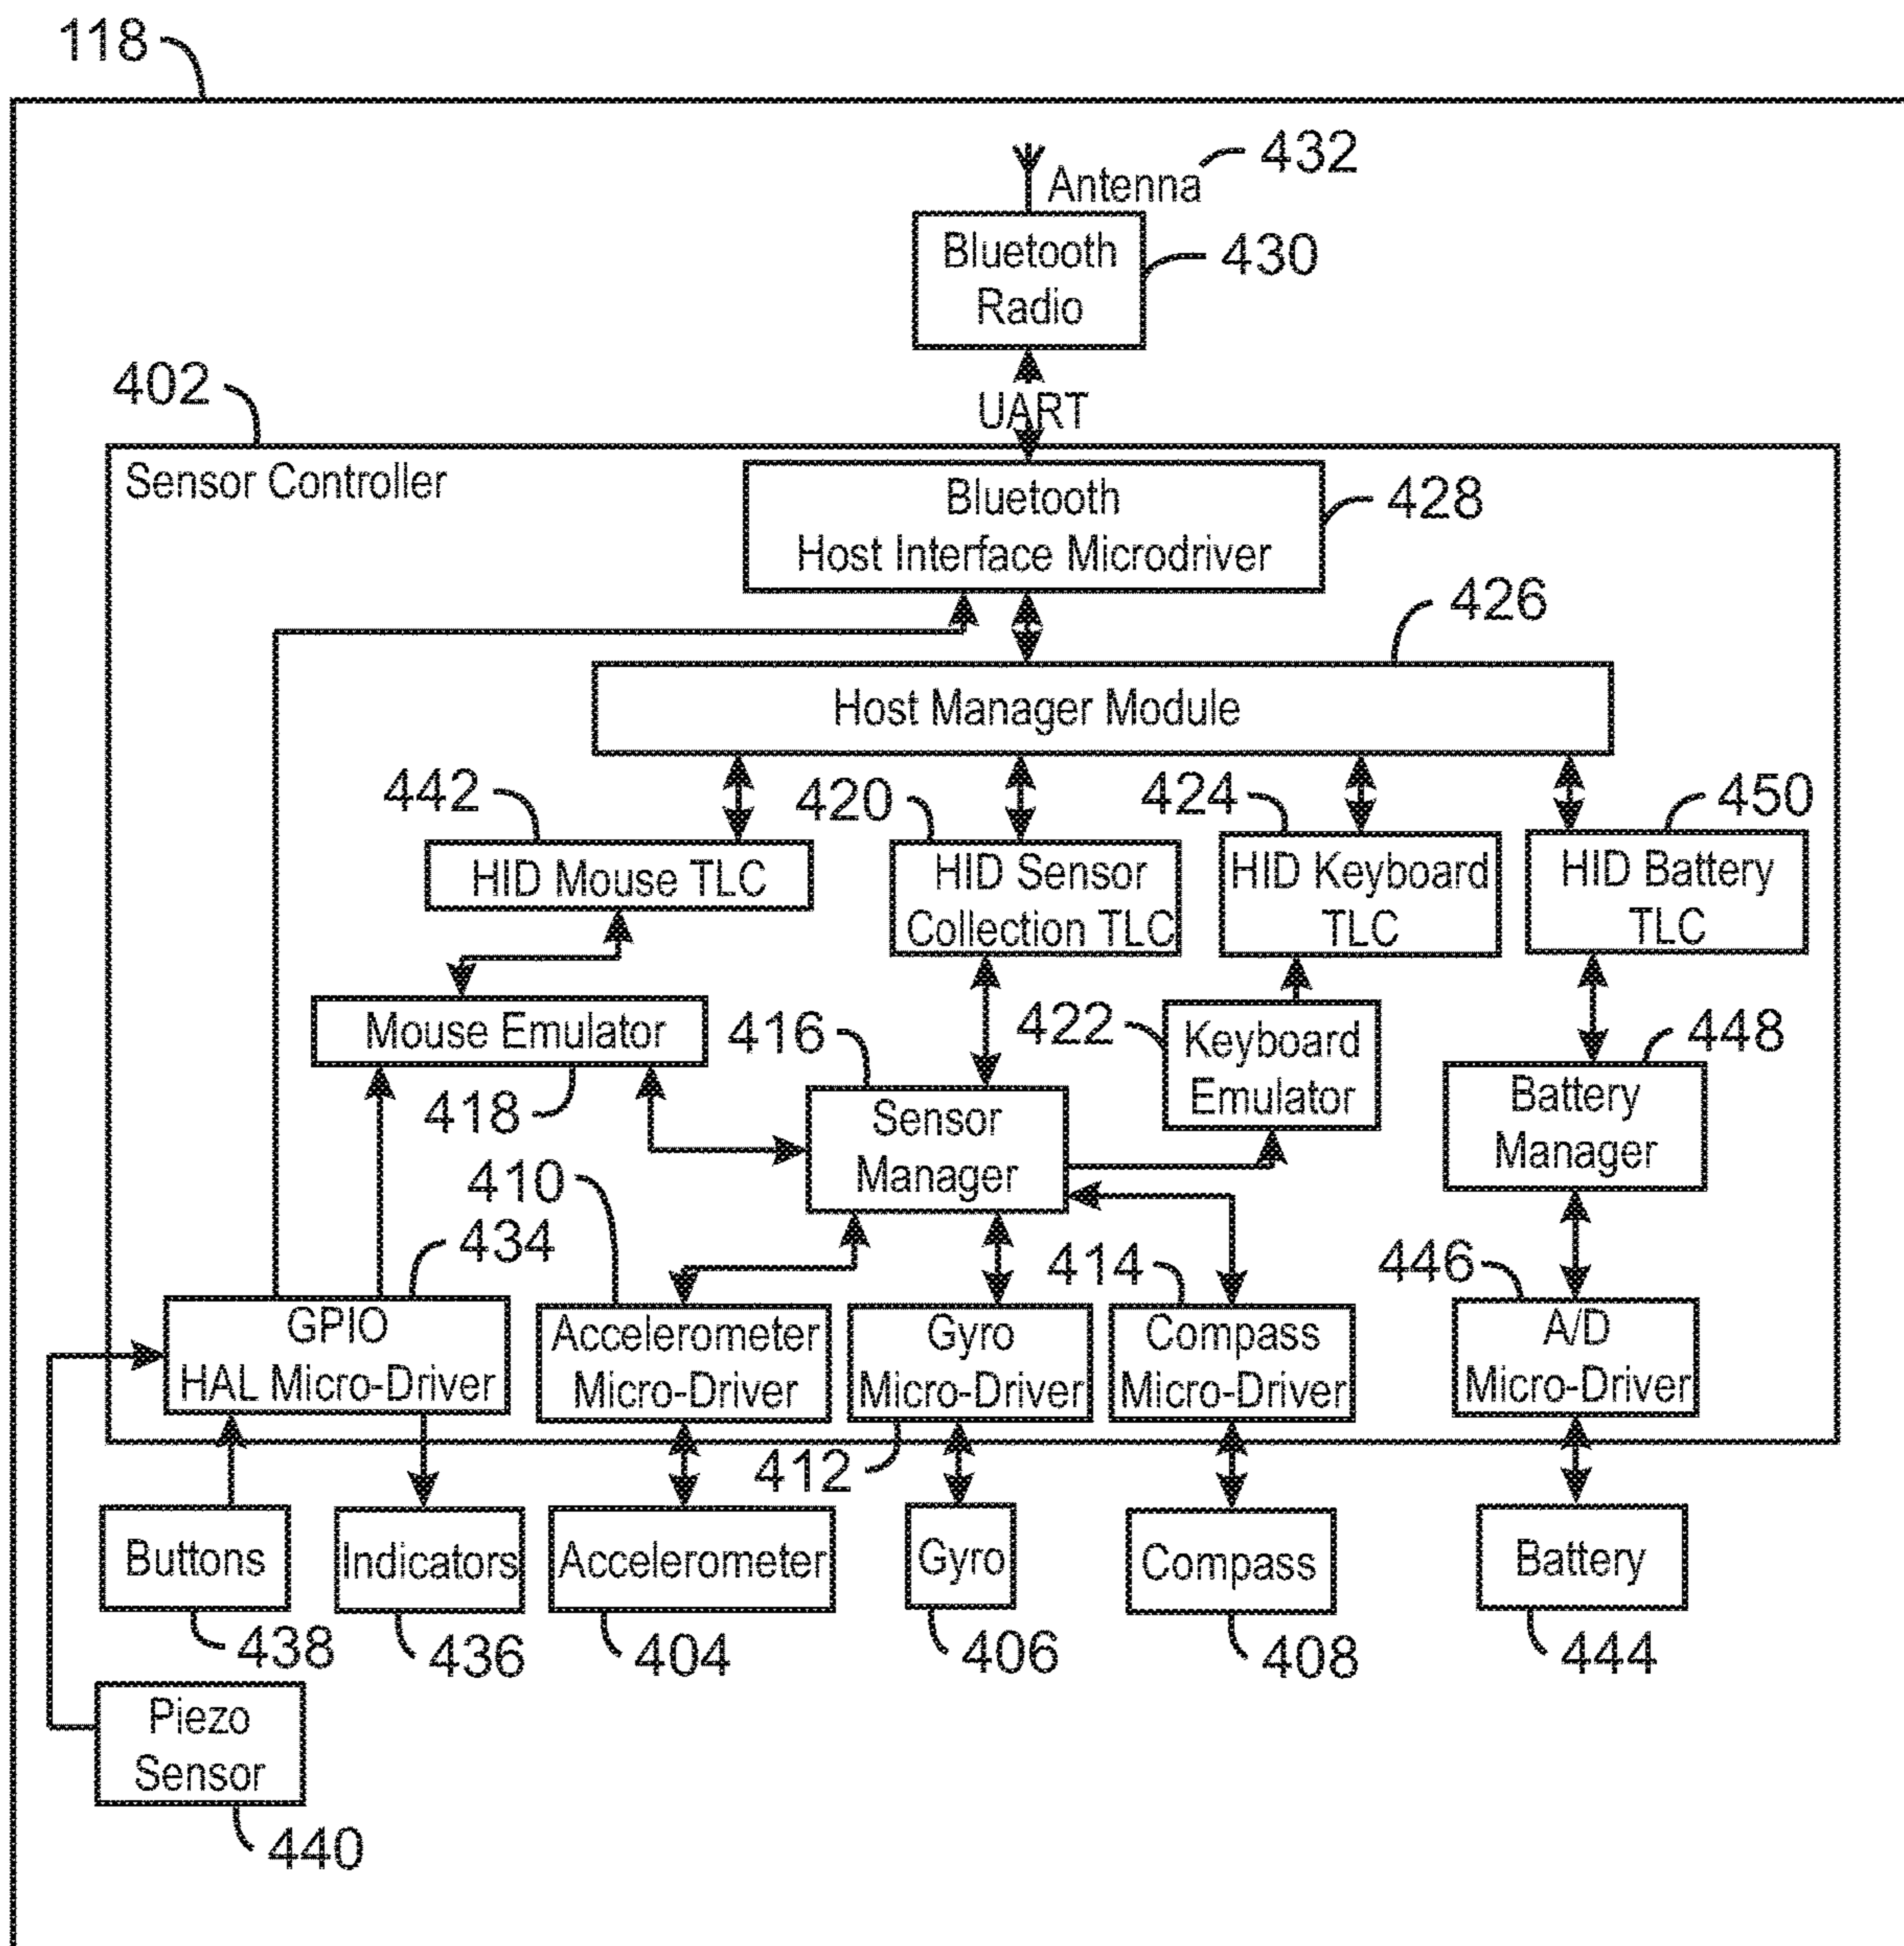 118
432
Antenna
Bluetooth
Radio
430
402
UART
Sensor Controller
Bluetooth
Host Interface Microdriver
428
426
Host Manager Module
442
420
424
450
HID Mouse TLC
HID Sensor
Collection TLC
HID Keyboard
TLC
HID Battery
TLC
Mouse Emulator
418
416
422
Keyboard
Emulator
448
Sensor
Manager
Battery
Manager
410
434
414
446
GPIO
HAL Micro-Driver
Accelerometer
Micro-Driver
Gyro
Micro-Driver
Compass
Micro-Driver
A/D
Micro-Driver
412
Buttons
Indicators
Accelerometer
Gyro
Compass
Battery
438
436
404
406
408
444
Piezo
Sensor
440